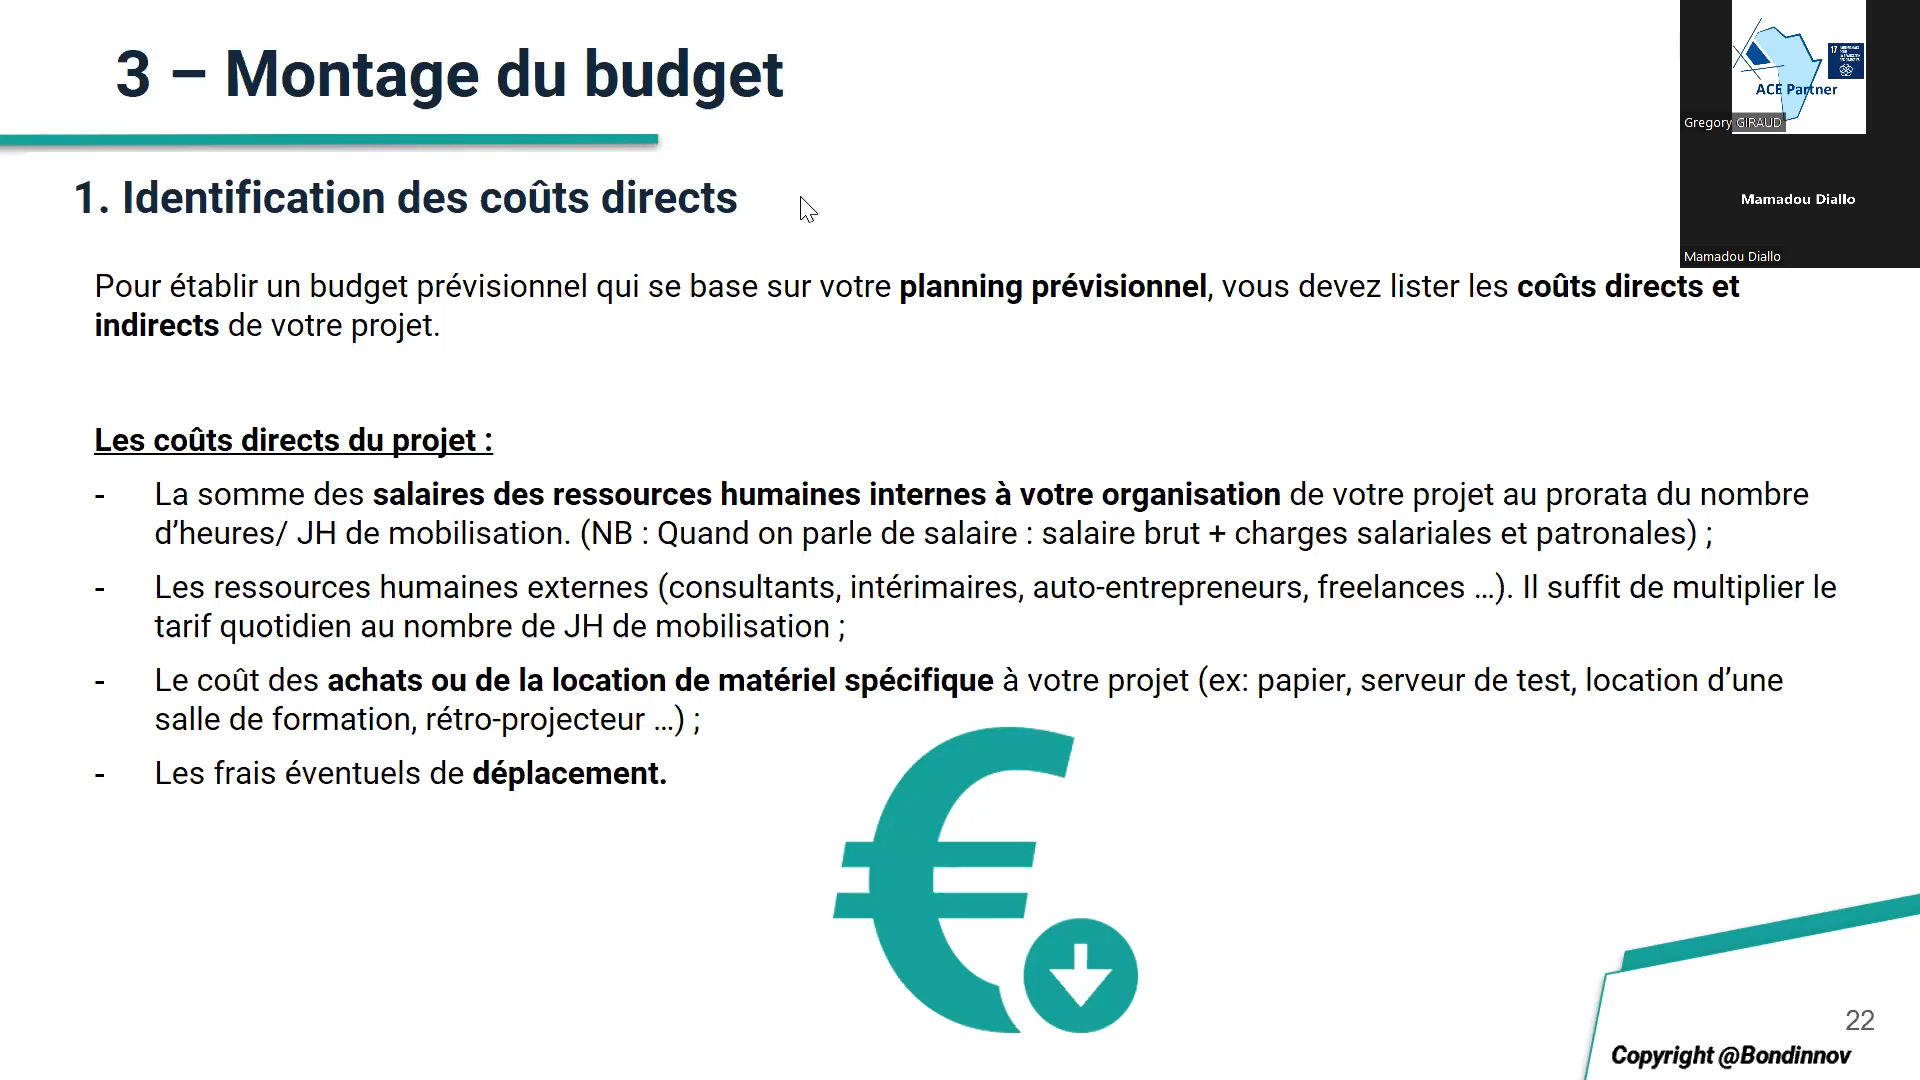 3 – Montage du budget
1. Identification des coûts directs
Pour établir un budget prévisionnel qui se base sur votre planning prévisionnel, vous devez lister les coûts directs et
indirects de votre projet.
Les coûts directs du projet :
- La somme des salaires des ressources humaines internes à votre organisation de votre projet au prorata du nombre
d’heures/ JH de mobilisation. (NB : Quand on parle de salaire : salaire brut + charges salariales et patronales) ;
- Les ressources humaines externes (consultants, intérimaires, auto-entrepreneurs, freelances ...). Il suffit de multiplier le
tarif quotidien au nombre de JH de mobilisation ;
- Le coût des achats ou de la location de matériel spécifique à votre projet (ex: papier, serveur de test, location d’une
salle de formation, rétro-projecteur ...) ;
- Les frais éventuels de déplacement.
17
ACE Partner
Gregory GIRAUD
Mamadou Diallo
Mamadou Diallo
22
Copyright @Bondinnov